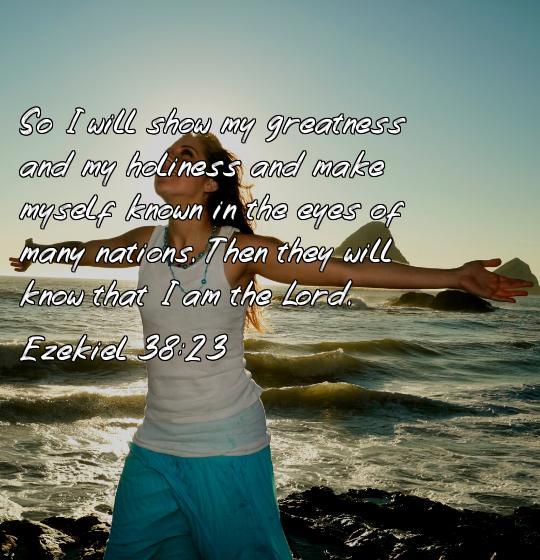 So I will show my greatness
and my holiness and make
myself known in the eyes of
many nations. Then they will
know that I am the Lord.
Ezekiel 38:23